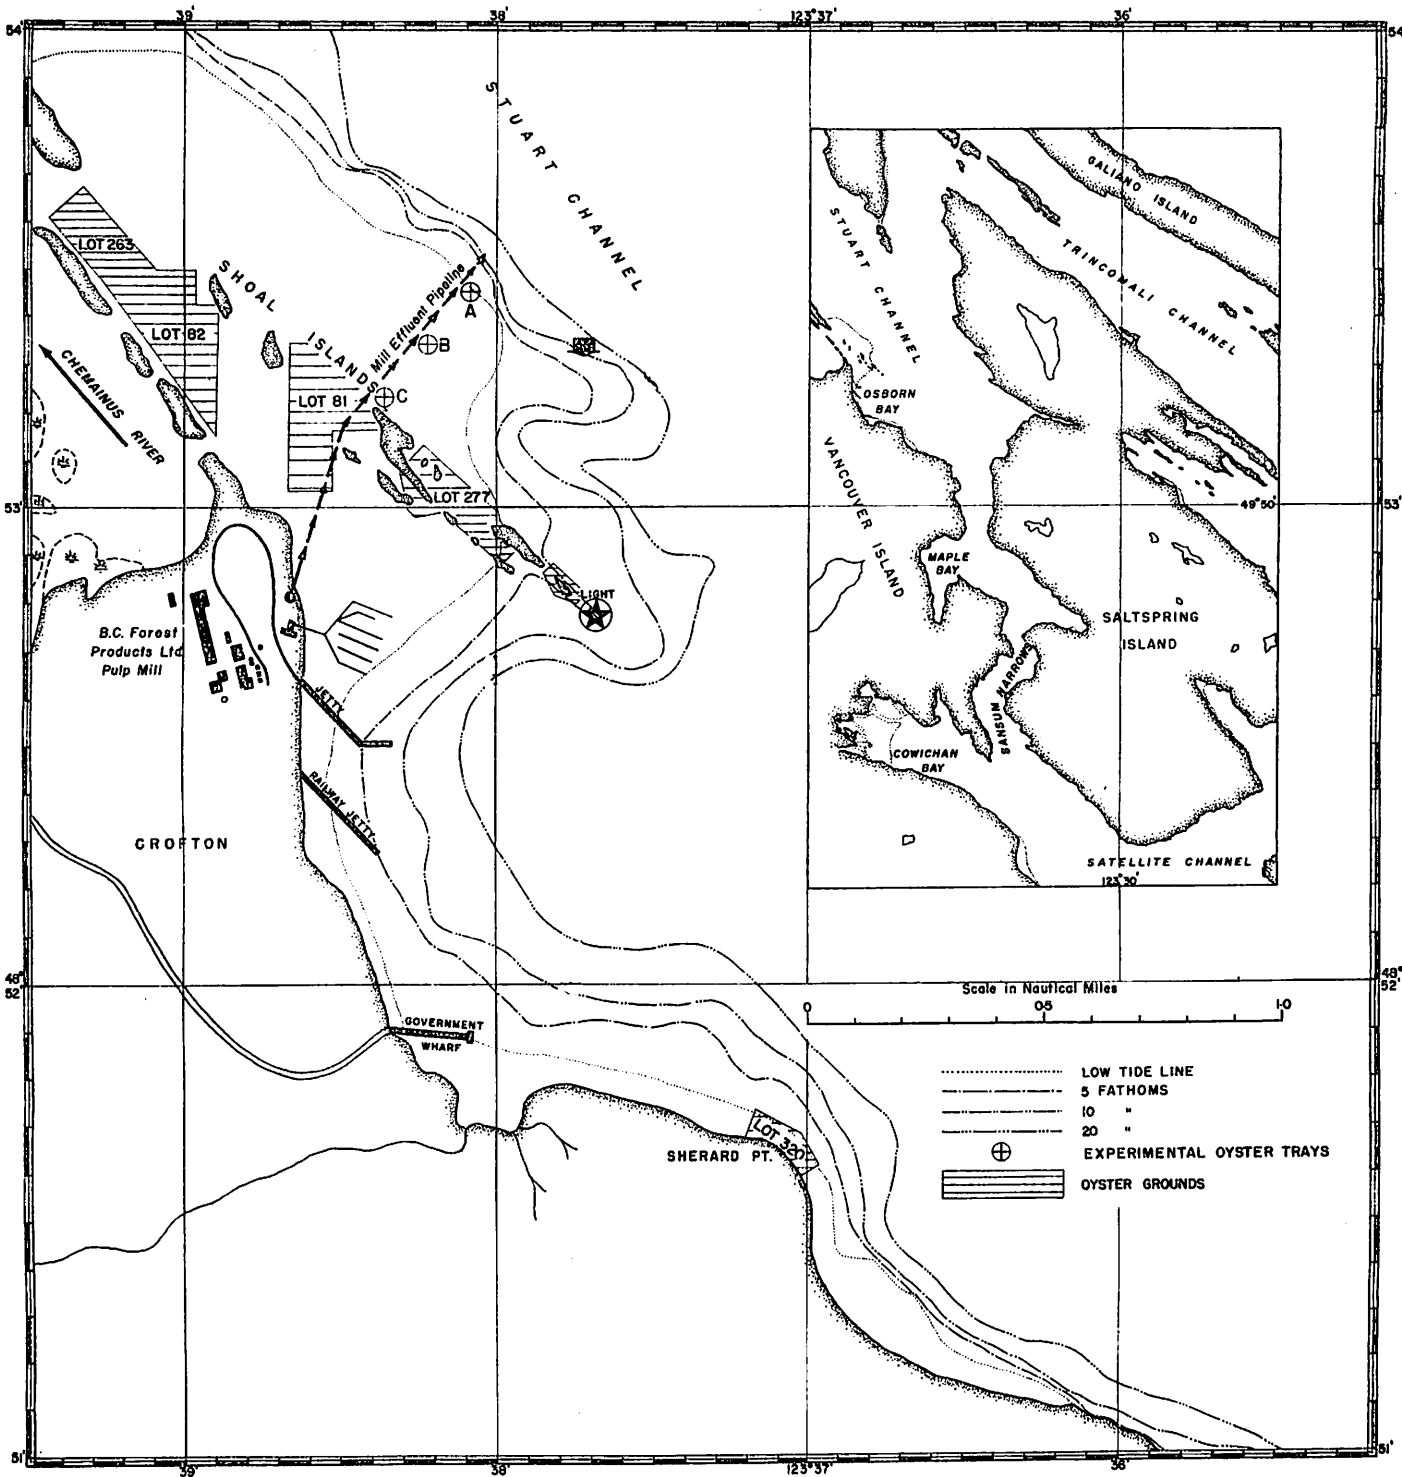 39'
38'
123°37'
36'
54'
54'
STUART CHANNEL
LOT 263
SHOAL
ISLANDS
LOT 82
Mill Effluent Pipeline
A
B
C
LOT 81
CHEMAINUS RIVER
LOT 277
53'
53'
LIGHT
B.C. Forest
Products Ltd
Pulp Mill
JETTY
RAILWAY JETTY
CROFTON
GALIANO
ISLAND
STUART CHANNEL
TRINCOMALI CHANNEL
OSBORN
BAY
VANCOUVER ISLAND
49°50'
MAPLE
BAY
SALTSPRING
ISLAND
SANSUM NARROWS
COWICHAN
BAY
SATELLITE CHANNEL
123°30'
48°
52'
48°
52'
Scale in Nautical Miles
0
05
1·0
GOVERNMENT
WHARF
LOW TIDE LINE
5 FATHOMS
10 "
20 "
EXPERIMENTAL OYSTER TRAYS
OYSTER GROUNDS
LOT 320
SHERARD PT.
51'
51'
39'
38'
123°37'
36'